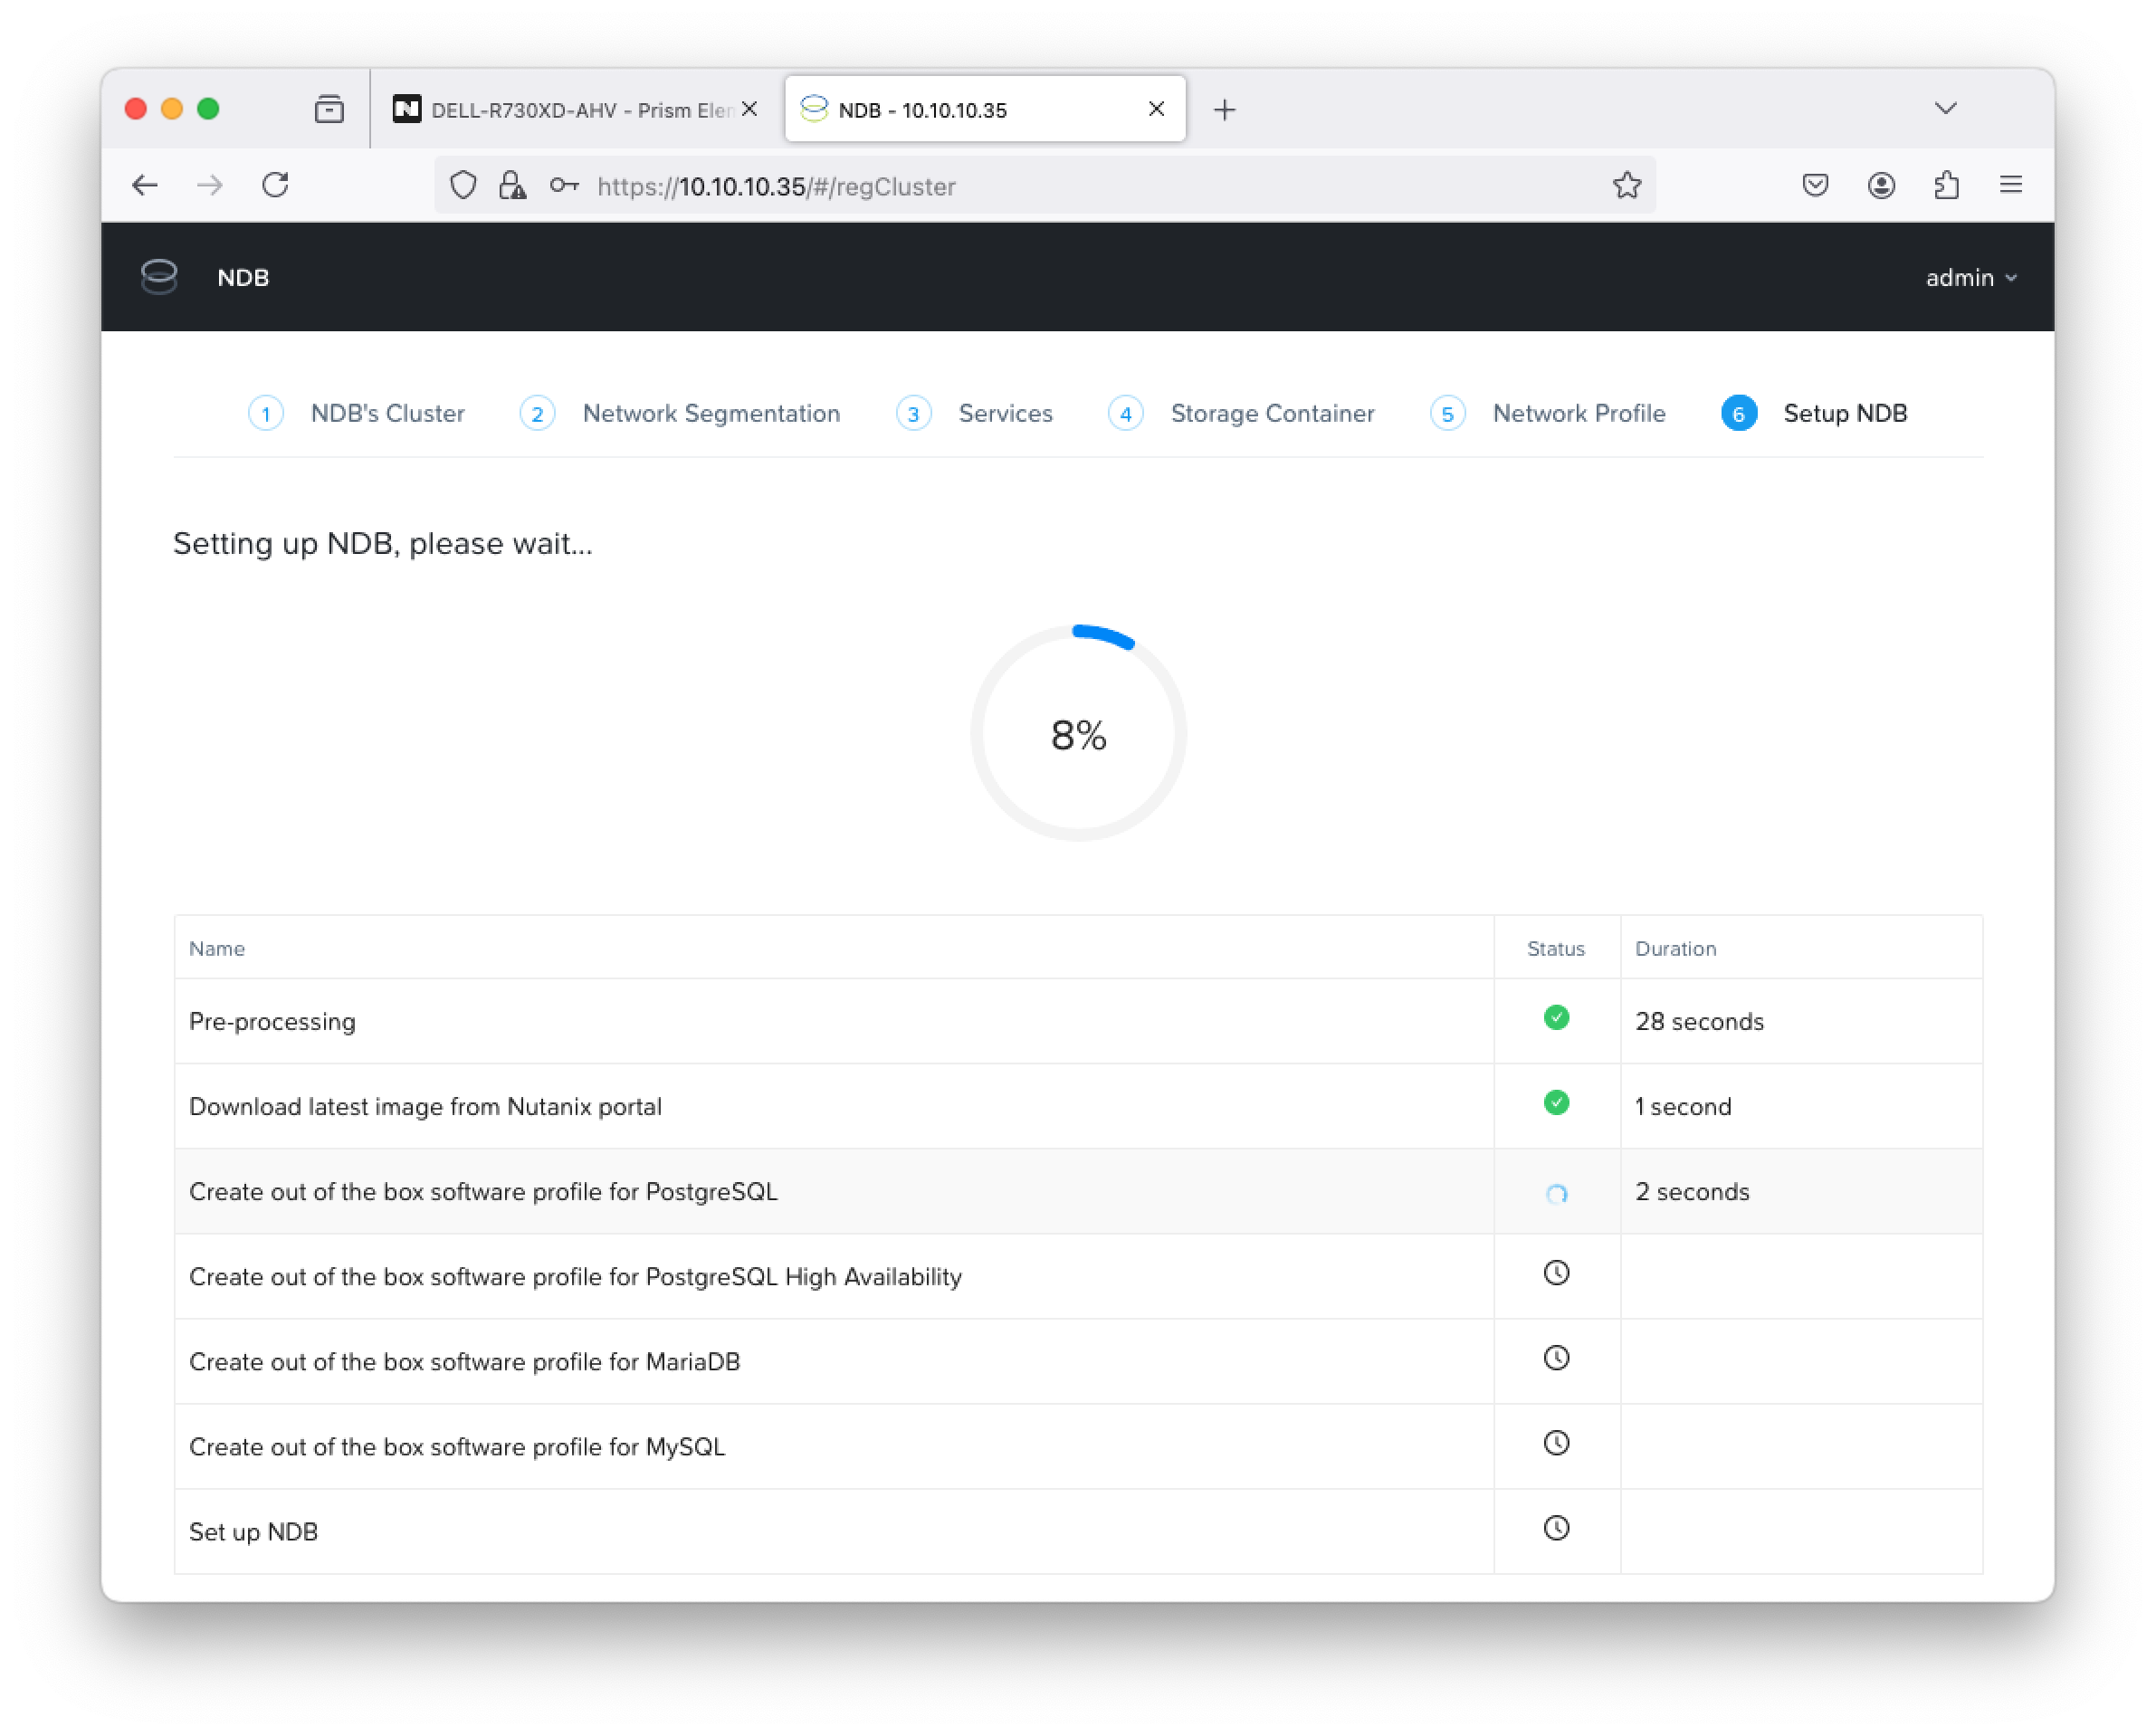 DELL-R730XD-AHV - Prism Elem
NDB - 10.10.10.35
https://10.10.10.35/#/regCluster
NDB
admin
1 NDB's Cluster 2 Network Segmentation 3 Services 4 Storage Container 5 Network Profile 6 Setup NDB
Setting up NDB, please wait...
8%
Name Status Duration
Pre-processing 28 seconds
Download latest image from Nutanix portal 1 second
Create out of the box software profile for PostgreSQL 2 seconds
Create out of the box software profile for PostgreSQL High Availability
Create out of the box software profile for MariaDB
Create out of the box software profile for MySQL
Set up NDB